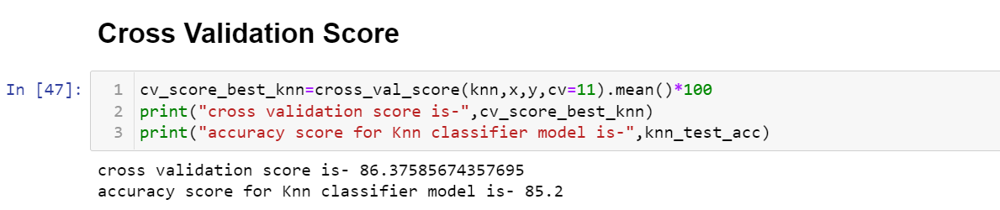 Cross Validation Score
In [47]:
1 cv_score_best_knn=cross_val_score(knn,x,y,cv=11).mean()*100
2 print("cross validation score is-",cv_score_best_knn)
3 print("accuracy score for Knn classifier model is-",knn_test_acc)
cross validation score is- 86.37585674357695
accuracy score for Knn classifier model is- 85.2